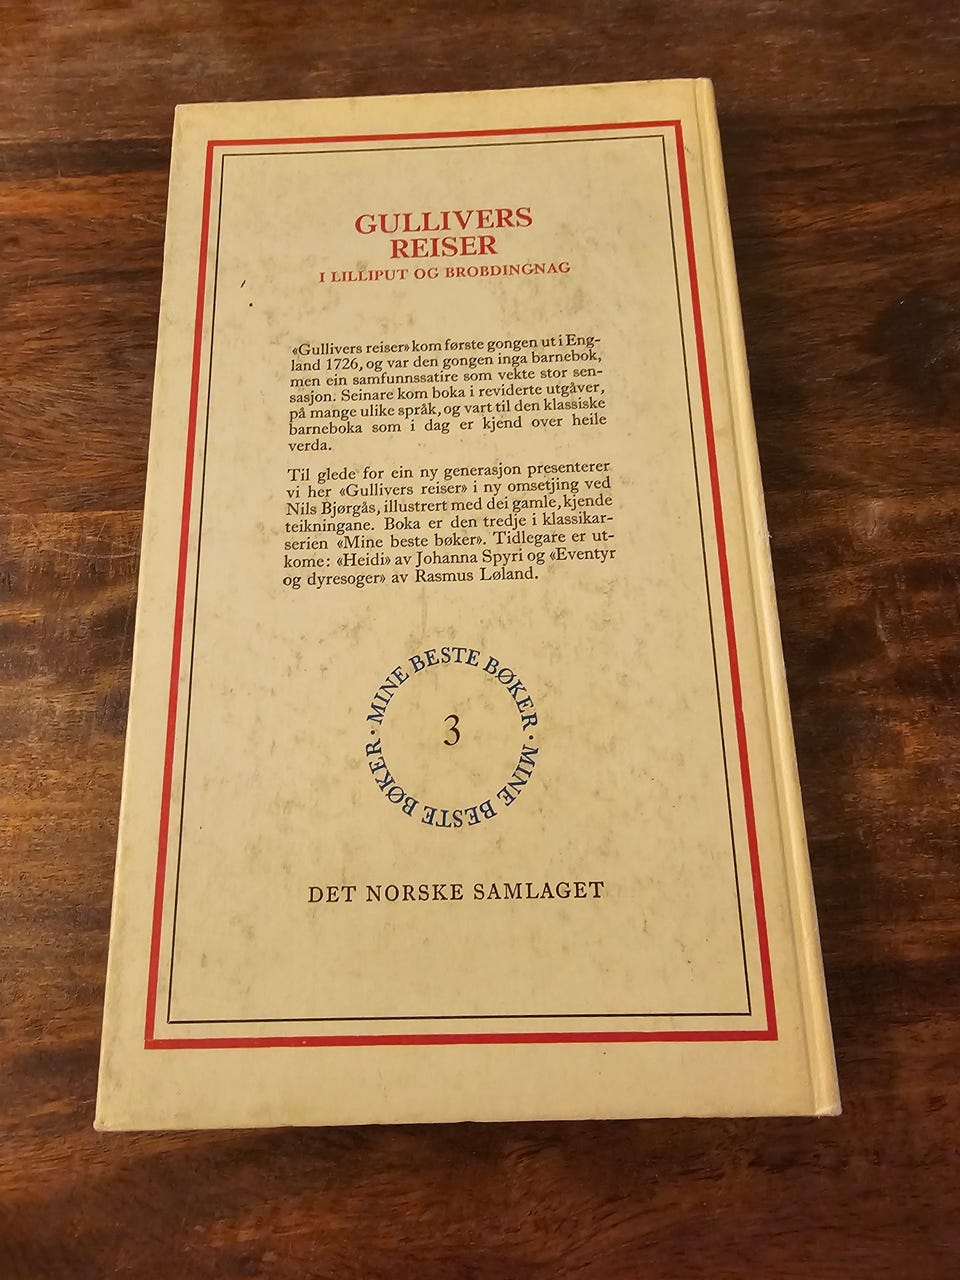 GULLIVERS
REISER
I LILLIPUT OG BROBDINGNAG
«Gullivers reiser» kom første gongen ut i Eng-
land 1726, og var den gongen inga barnebok,
men ein samfunnssatire som vekte stor sen-
sasjon. Seinare kom boka i reviderte utgåver,
på mange ulike språk, og vart til den klassiske
barneboka som i dag er kjend over heile
verda.
Til glede for ein ny generasjon presenterer
vi her «Gullivers reiser» i ny omsetjing ved
Nils Bjørgås, illustrert med dei gamle, kjende
teikningane. Boka er den tredje i klassikar-
serien «Mine beste bøker». Tidlegare er ut-
kome: «Heidi» av Johanna Spyri og «Eventyr
og dyresoger» av Rasmus Løland.
MINE BESTE BØKER · MINE BESTE BØKER ·
3
DET NORSKE SAMLAGET